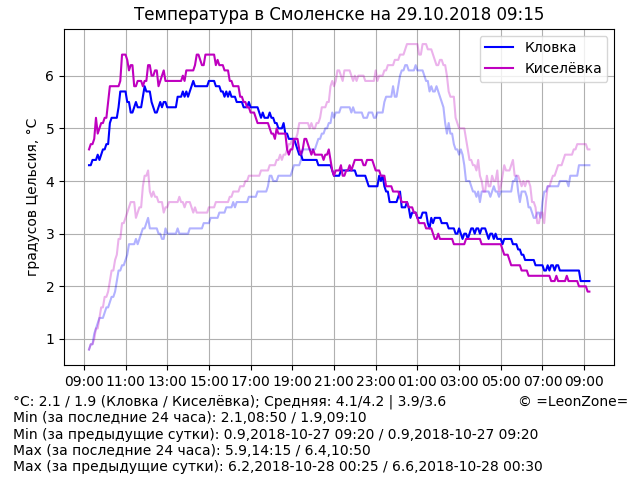 Температура в Смоленске на 29.10.2018 09:15
Кловка
Киселёвка
градусов Цельсия, °C
6
5
4
3
2
1
09:00 11:00 13:00 15:00 17:00 19:00 21:00 23:00 01:00 03:00 05:00 07:00 09:00
°C: 2.1 / 1.9 (Кловка / Киселёвка); Средняя: 4.1/4.2 | 3.9/3.6 © =LeonZone=
Min (за последние 24 часа): 2.1,08:50 / 1.9,09:10
Min (за предыдущие сутки): 0.9,2018-10-27 09:20 / 0.9,2018-10-27 09:20
Max (за последние 24 часа): 5.9,14:15 / 6.4,10:50
Max (за предыдущие сутки): 6.2,2018-10-28 00:25 / 6.6,2018-10-28 00:30